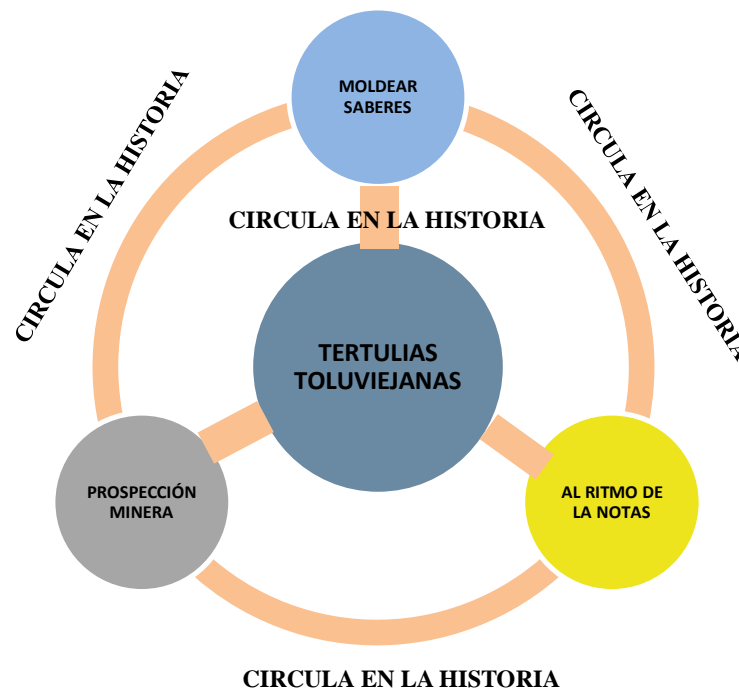 MOLDEAR
SABERES
CIRCULA EN LA HISTORIA
CIRCULA EN LA HISTORIA
CIRCULA EN LA HISTORIA
TERTULIAS
TOLUVIEJANAS
PROSPECCIÓN
MINERA
AL RITMO DE
LA NOTAS
CIRCULA EN LA HISTORIA